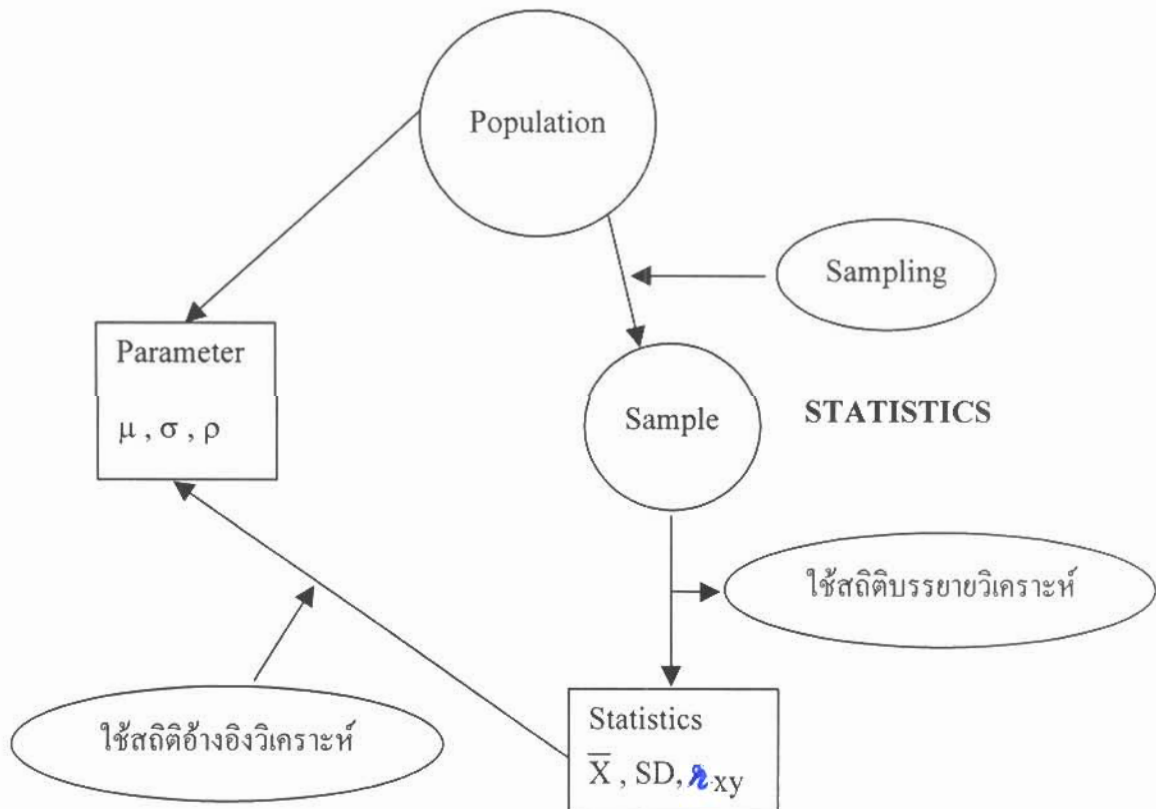 Population
Sampling
Parameter
μ , σ , ρ
Sample
STATISTICS
ใช้สถิติบรรยายวิเคราะห์
ใช้สถิติอ้างอิงวิเคราะห์
Statistics
X̅ , SD, r xy